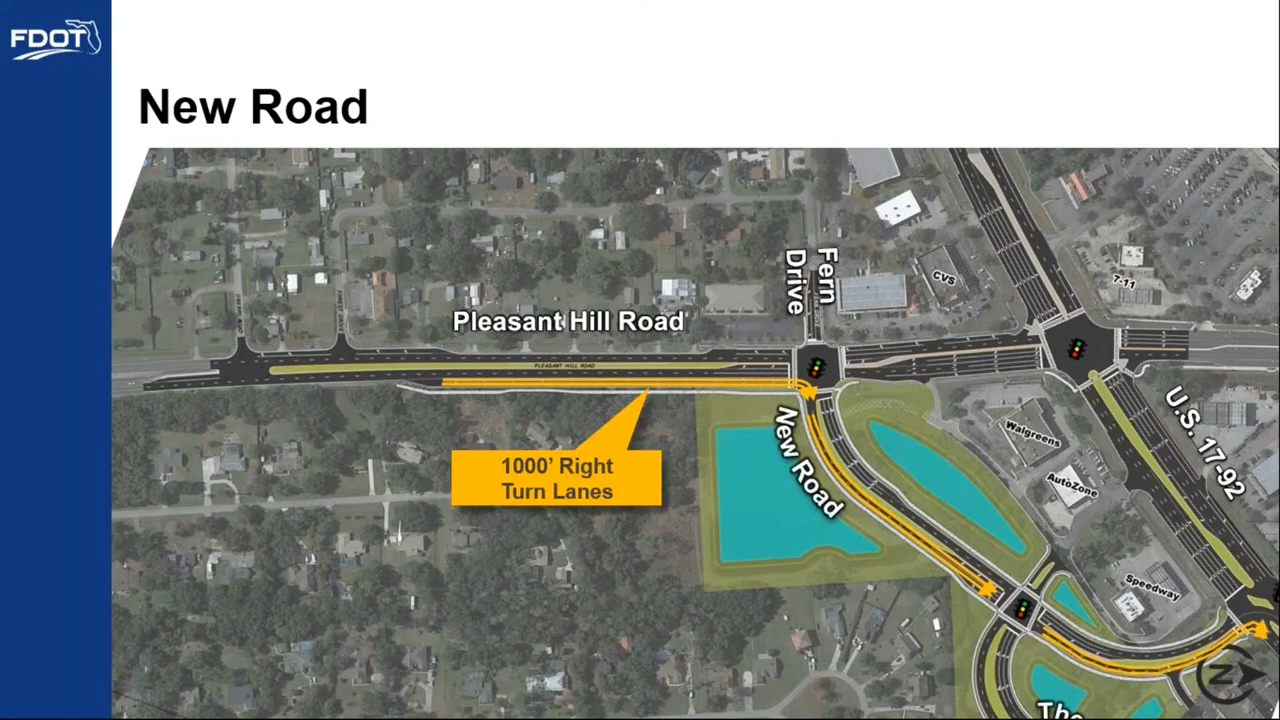 FDOT
New Road
Fern
Drive
CVS
7-11
Pleasant Hill Road
PLEASANT HILL ROAD
U.S. 17-92
Walgreens
New Road
1000’ Right
Turn Lanes
AutoZone
Speedway
N
The